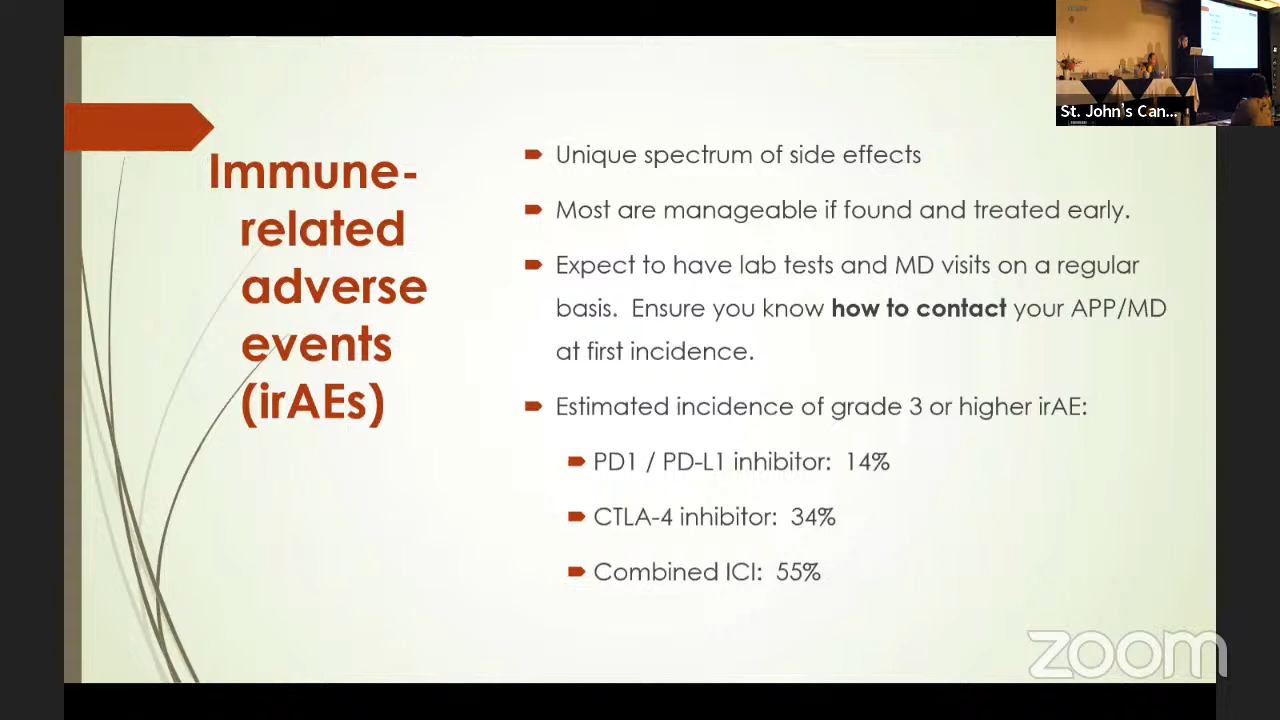 St. John's Can...
Immune-
related
adverse
events
(irAEs)
Unique spectrum of side effects
Most are manageable if found and treated early.
Expect to have lab tests and MD visits on a regular
basis.  Ensure you know how to contact your APP/MD
at first incidence.
Estimated incidence of grade 3 or higher irAE:
PD1 / PD-L1 inhibitor:  14%
CTLA-4 inhibitor:  34%
Combined ICI:  55%
zoom